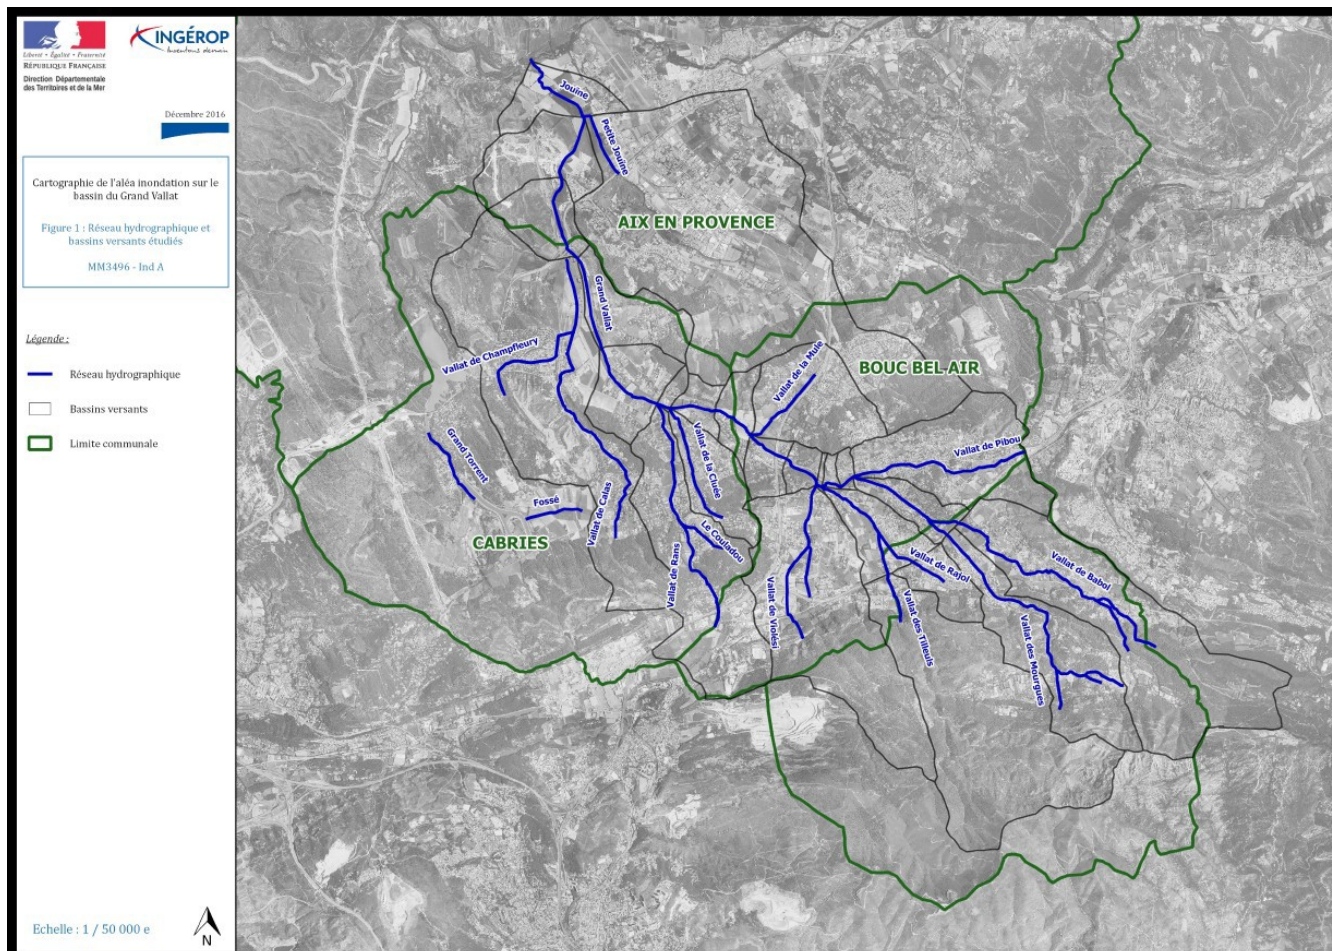 Liberté • Égalité • Fraternité
RÉPUBLIQUE FRANÇAISE
Direction Départementale
des Territoires et de la Mer
INGÉROP
Inventons demain
Décembre 2016
Cartographie de l'aléa inondation sur le
bassin du Grand Vallat
Figure 1 : Réseau hydrographique et
bassins versants étudiés
MM3496 - Ind A
Légende :
Réseau hydrographique
Bassins versants
Limite communale
Echelle : 1 / 50 000 e
N
Jouine
Petite Jouine
AIX EN PROVENCE
Grand Vallat
Vallat de Champfleury
Vallat de la Mule
BOUC BEL AIR
Grand Torrent
Vallat de la Cluée
Vallat de Pibou
Fossé
Vallat de Calas
CABRIES
Le Couladou
Vallat de Rans
Vallat de Violési
Vallat de Rajol
Vallat de Babol
Vallat des Tilleuls
Vallat des Mourgues